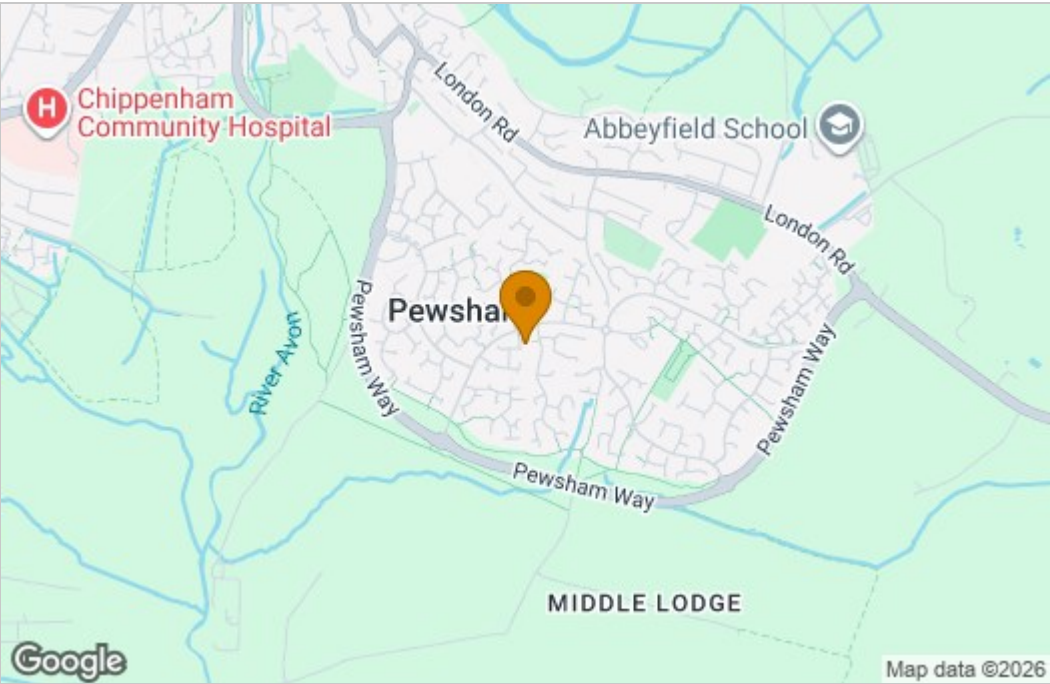 London Rd
H
Chippenham
Community Hospital
Abbeyfield School
London Rd
Pewsha
River Avon
Pewsham Way
Pewsham Way
Pewsham Way
MIDDLE LODGE
Google
Map data ©2026